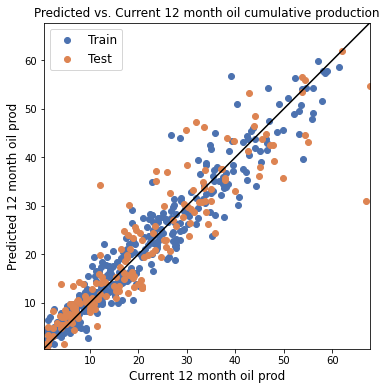 Predicted vs. Current 12 month oil cumulative production
Train
Test
60
50
40
30
20
10
Predicted 12 month oil prod
10 20 30 40 50 60
Current 12 month oil prod